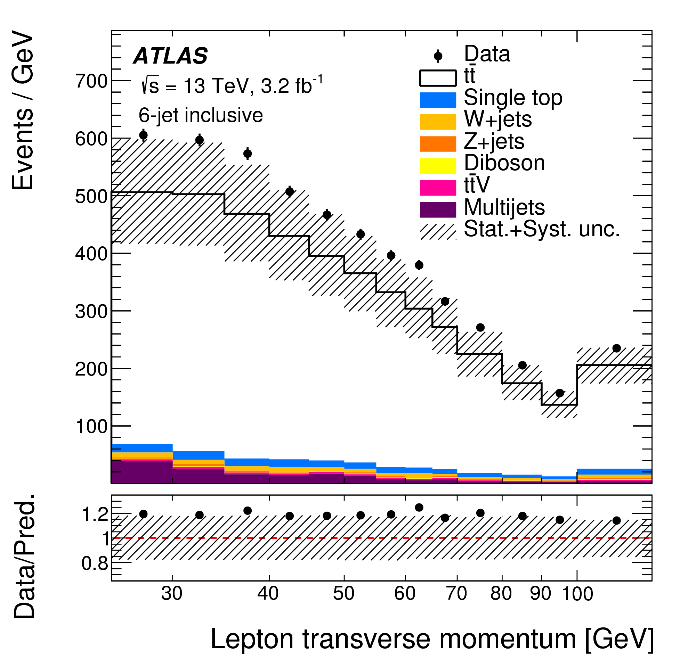 Events / GeV
ATLAS
√s = 13 TeV, 3.2 fb⁻¹
6-jet inclusive
Data
tt̄
Single top
W+jets
Z+jets
Diboson
tt̄V
Multijets
Stat.+Syst. unc.
700
600
500
400
300
200
100
Data/Pred.
1.2
1
0.8
30 40 50 60 70 80 90 100
Lepton transverse momentum [GeV]